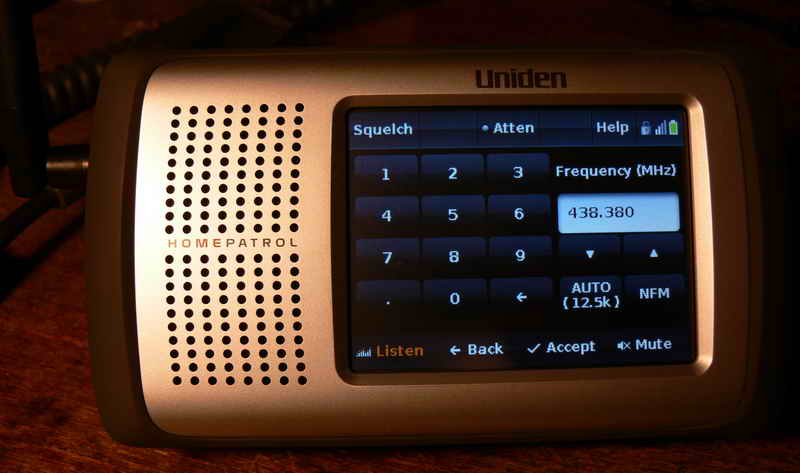 Uniden
HOMEPATROL
Squelch Atten Help
1 2 3 Frequency (MHz)
4 5 6 438.380
7 8 9 ▼ ▲
. 0 ← AUTO (12.5k) NFM
Listen ← Back ✓ Accept Mute